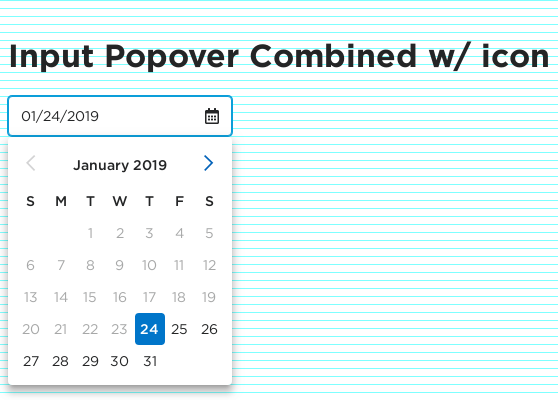 Input Popover Combined w/ icon
01/24/2019
January 2019
S M T W T F S
1 2 3 4 5
6 7 8 9 10 11 12
13 14 15 16 17 18 19
20 21 22 23 24 25 26
27 28 29 30 31